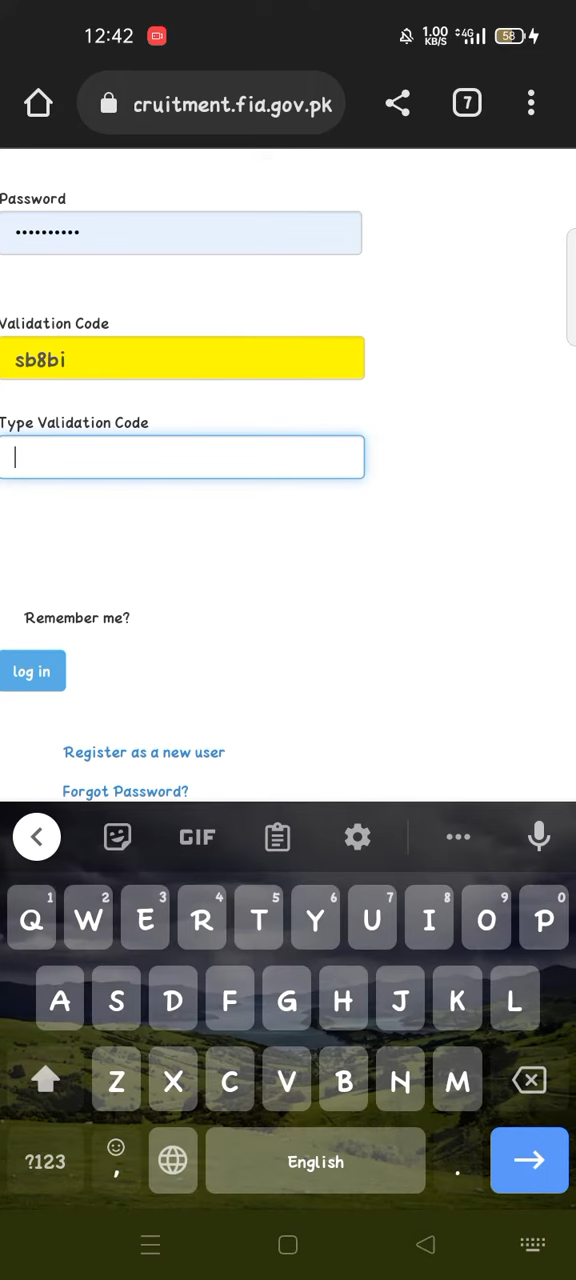 12:42 1.00 KB/S 4G 58
cruitment.fia.gov.pk 7
Password
••••••••••
Validation Code
sb8bi
Type Validation Code
Remember me?
log in
Register as a new user
Forgot Password?
GIF
1 2 3 4 5 6 7 8 9 0
Q W E R T Y U I O P
A S D F G H J K L
Z X C V B N M
?123 , English .